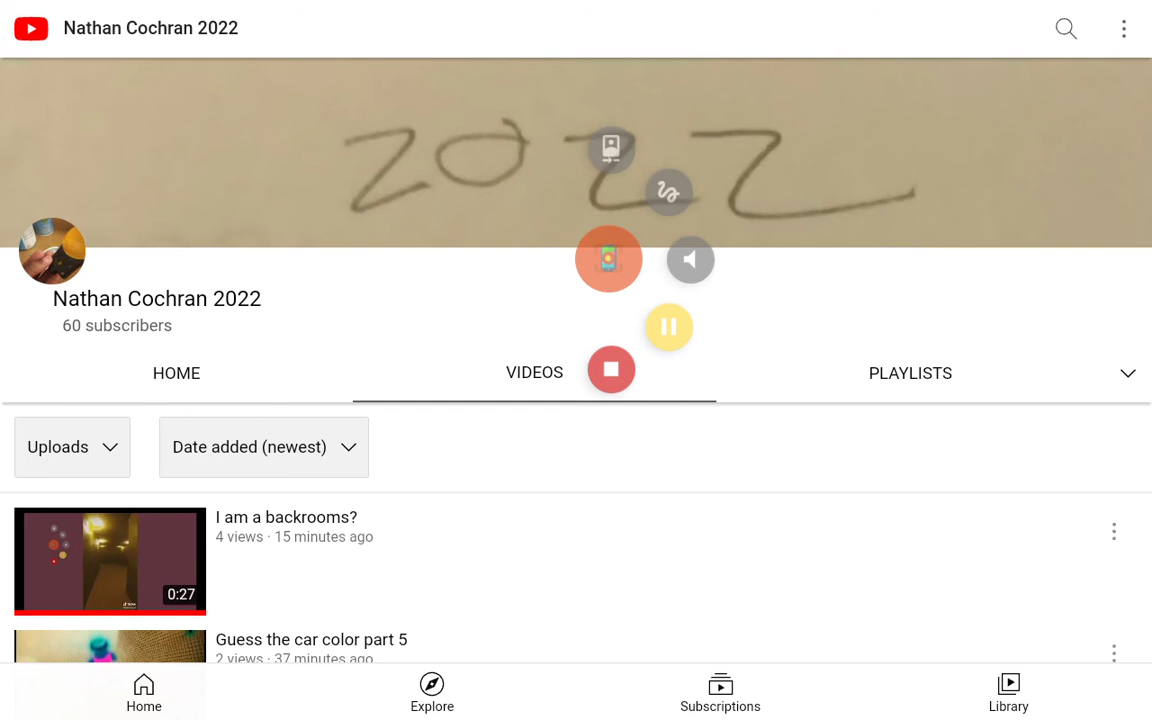 Nathan Cochran 2022
2022
Nathan Cochran 2022
60 subscribers
HOME
VIDEOS
PLAYLISTS
Uploads
Date added (newest)
I am a backrooms?
4 views · 15 minutes ago
0:27
Guess the car color part 5
2 views · 37 minutes ago
Home
Explore
Subscriptions
Library